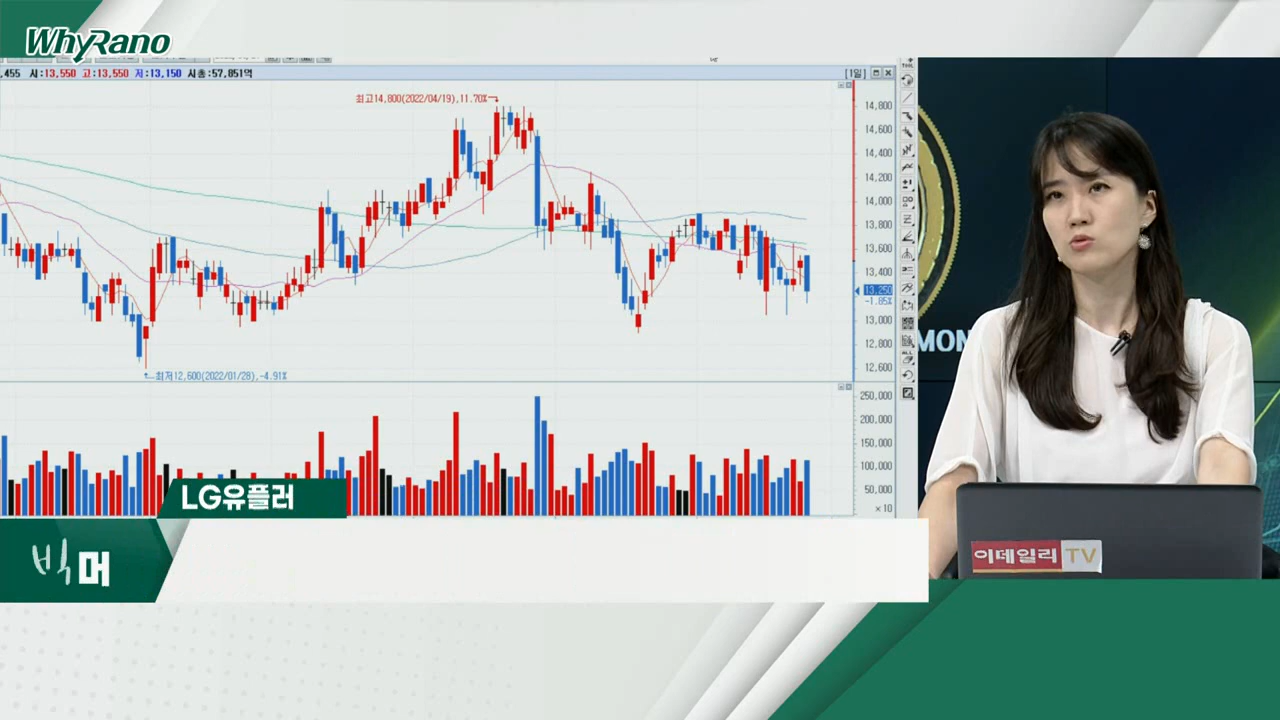 WhyRano
,455 시:13,550 고:13,550 저:13,150 시총:57,851억
[1일]
최고14,800(2022/04/19),11.70%
최저12,600(2022/01/28),-4.91%
14,800
14,600
14,400
14,200
14,000
13,800
13,600
13,400
13,250
-1.85%
13,000
12,800
12,600
250,000
200,000
150,000
100,000
50,000
×10
LG유플러
빅머
MON
이데일리TV